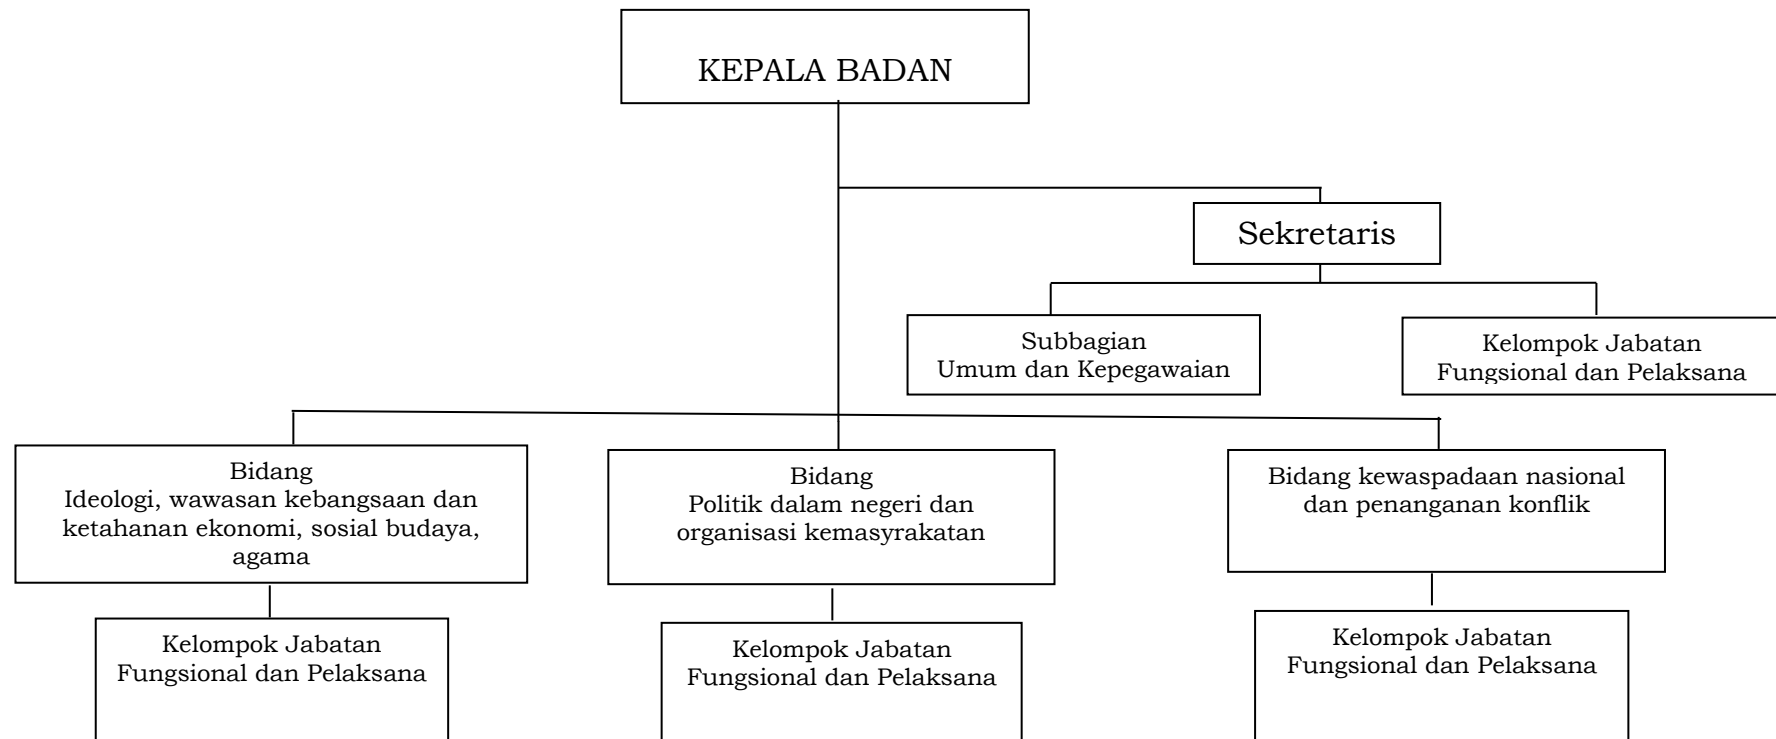 KEPALA BADAN
Sekretaris
Subbagian
Umum dan Kepegawaian
Kelompok Jabatan
Fungsional dan Pelaksana
Bidang
Ideologi, wawasan kebangsaan dan
ketahanan ekonomi, sosial budaya,
agama
Bidang
Politik dalam negeri dan
organisasi kemasyrakatan
Bidang kewaspadaan nasional
dan penanganan konflik
Kelompok Jabatan
Fungsional dan Pelaksana
Kelompok Jabatan
Fungsional dan Pelaksana
Kelompok Jabatan
Fungsional dan Pelaksana